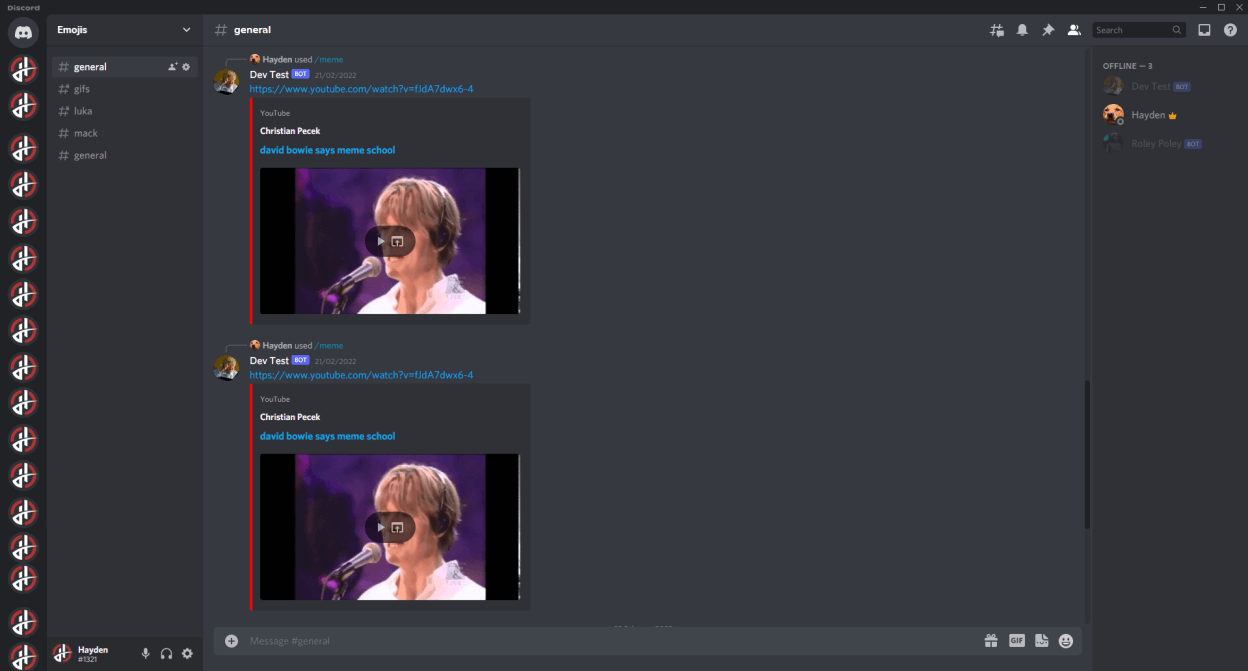 Discord
Emojis
general
gifs
luka
mack
general
Hayden
#1321
general
Search
Hayden used /meme
Dev Test BOT 21/02/2022
https://www.youtube.com/watch?v=fJdA7dwx6-4
YouTube
Christian Pecek
david bowie says meme school
Hayden used /meme
Dev Test BOT 21/02/2022
https://www.youtube.com/watch?v=fJdA7dwx6-4
YouTube
Christian Pecek
david bowie says meme school
Message #general
GIF
OFFLINE — 3
Dev Test BOT
Hayden
Roley Poley BOT